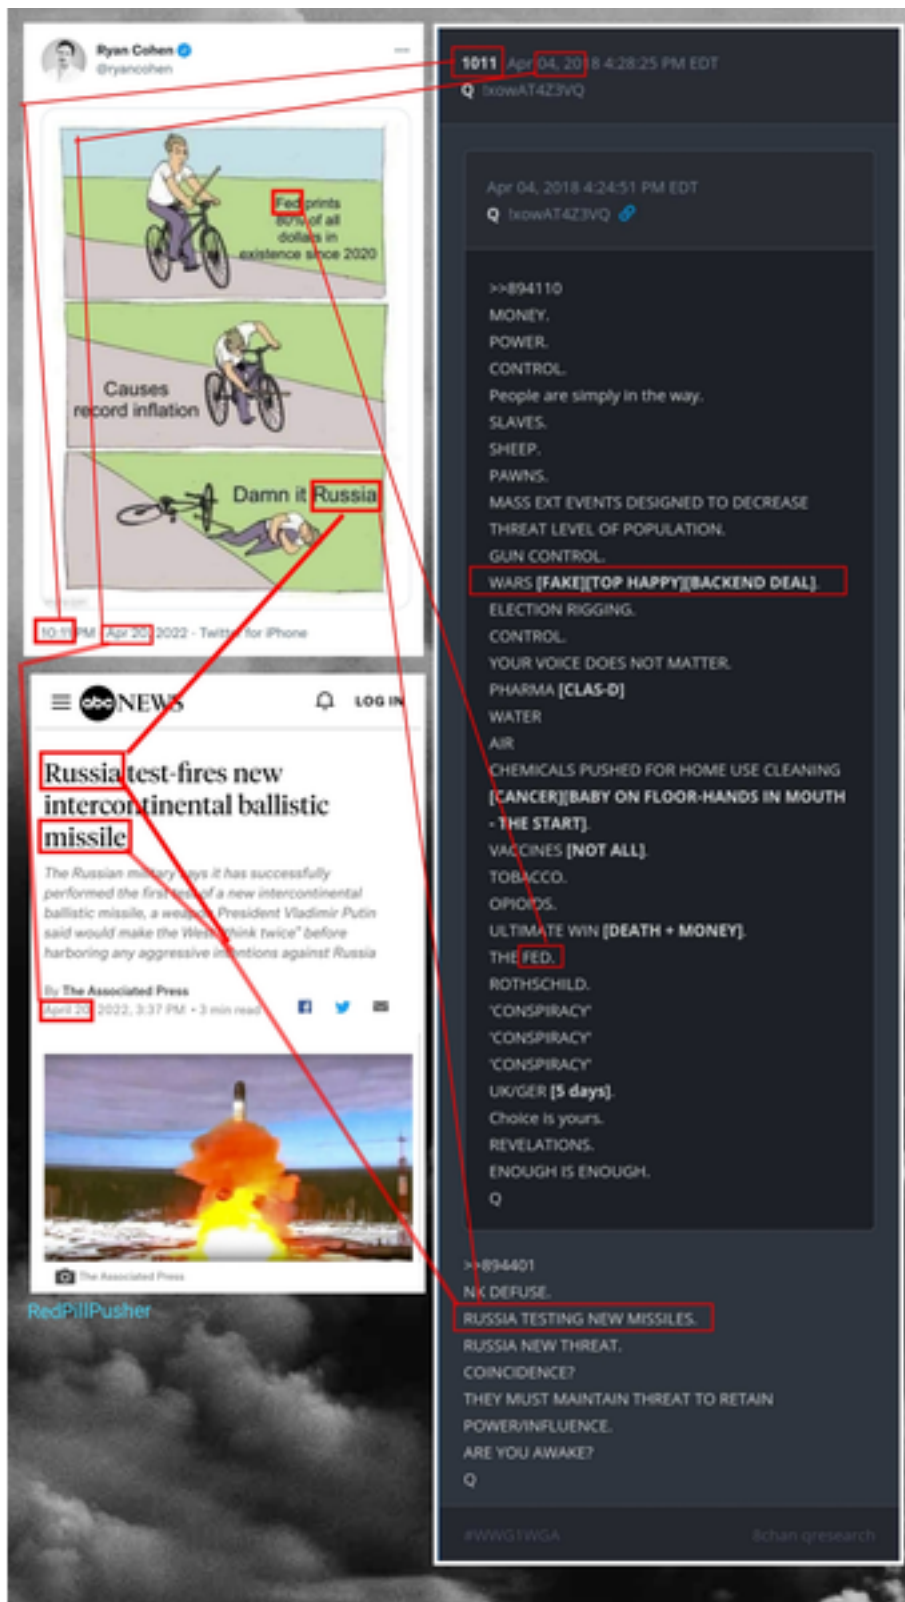 Ryan Cohen
@ryancohen
Fed prints
80% of all
dollars in
existence since 2020
Causes
record inflation
Damn it Russia
10:11 PM · Apr 20, 2022 · Twitter for iPhone
abc NEWS
LOG IN
Russia test-fires new
intercontinental ballistic
missile
The Russian military says it has successfully
performed the first test of a new intercontinental
ballistic missile, a weapon President Vladimir Putin
said would make the West "think twice" before
harboring any aggressive intentions against Russia
By The Associated Press
April 20, 2022, 3:37 PM • 3 min read
The Associated Press
RedPillPusher
1011 Apr 04, 2018 4:28:25 PM EDT
Q !xowAT4Z3VQ
Apr 04, 2018 4:24:51 PM EDT
Q !xowAT4Z3VQ
>>894110
MONEY.
POWER.
CONTROL.
People are simply in the way.
SLAVES.
SHEEP.
PAWNS.
MASS EXT EVENTS DESIGNED TO DECREASE
THREAT LEVEL OF POPULATION.
GUN CONTROL.
WARS [FAKE][TOP HAPPY][BACKEND DEAL].
ELECTION RIGGING.
CONTROL.
YOUR VOICE DOES NOT MATTER.
PHARMA [CLAS-D]
WATER
AIR
CHEMICALS PUSHED FOR HOME USE CLEANING
[CANCER][BABY ON FLOOR-HANDS IN MOUTH
- THE START].
VACCINES [NOT ALL].
TOBACCO.
OPIOIDS.
ULTIMATE WIN [DEATH + MONEY].
THE FED.
ROTHSCHILD.
'CONSPIRACY'
'CONSPIRACY'
'CONSPIRACY'
UK/GER [5 days].
Choice is yours.
REVELATIONS.
ENOUGH IS ENOUGH.
Q
>>894401
NK DEFUSE.
RUSSIA TESTING NEW MISSILES.
RUSSIA NEW THREAT.
COINCIDENCE?
THEY MUST MAINTAIN THREAT TO RETAIN
POWER/INFLUENCE.
ARE YOU AWAKE?
Q
#WWG1WGA
8chan qresearch